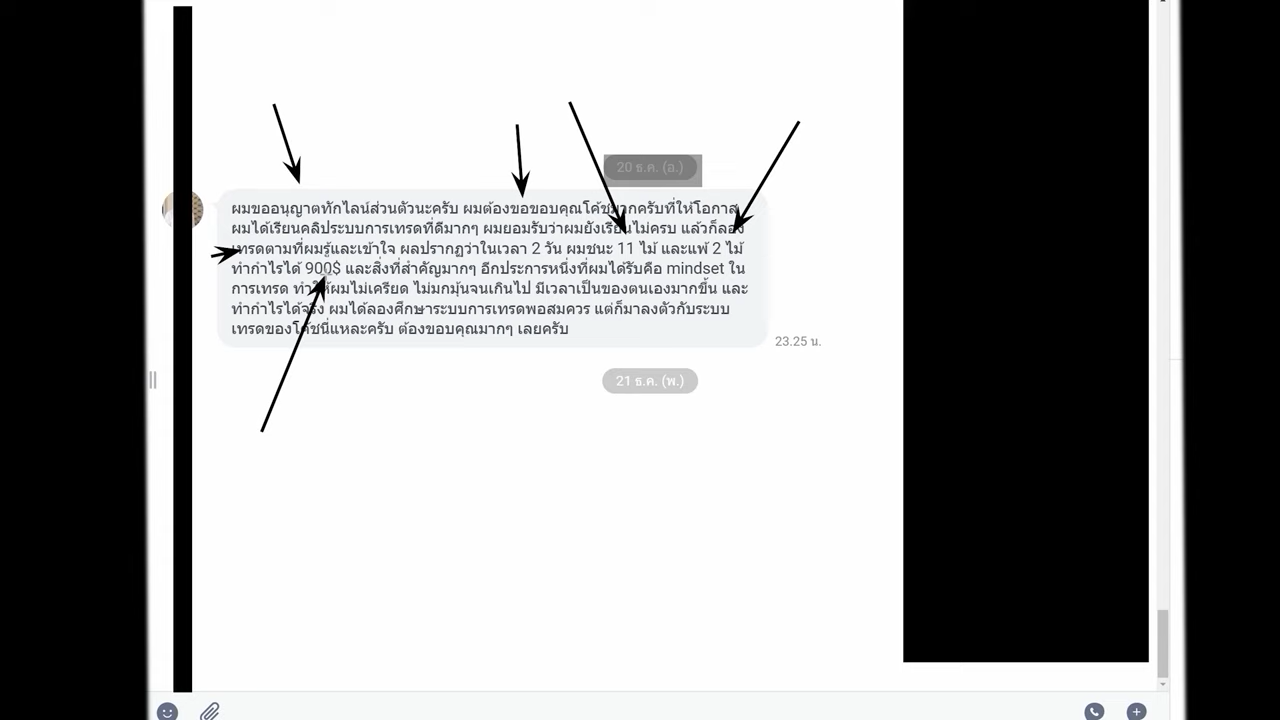 20 ธ.ค. (อ.)
ผมขออนุญาตทักไลน์ส่วนตัวนะครับ ผมต้องขอขอบคุณโค้ชมากครับที่ให้โอกาส
ผมได้เรียนคลิประบบการเทรดที่ดีมากๆ ผมยอมรับว่าผมยังเรียนไม่ครบ แล้วก็ลอง
เทรดตามที่ผมรู้และเข้าใจ ผลปรากฏว่าในเวลา 2 วัน ผมชนะ 11 ไม้ และแพ้ 2 ไม้
ทำกำไรได้ 900$ และสิ่งที่สำคัญมากๆ อีกประการหนึ่งที่ผมได้รับคือ mindset ใน
การเทรด ทำให้ผมไม่เครียด ไม่มกมุ้นจนเกินไป มีเวลาเป็นของตนเองมากขึ้น และ
ทำกำไรได้จริง ผมได้ลองศึกษาระบบการเทรดพอสมควร แต่ก็มาลงตัวกับระบบ
เทรดของโค้ชนี่แหละครับ ต้องขอบคุณมากๆ เลยครับ
23.25 น.
21 ธ.ค. (พ.)